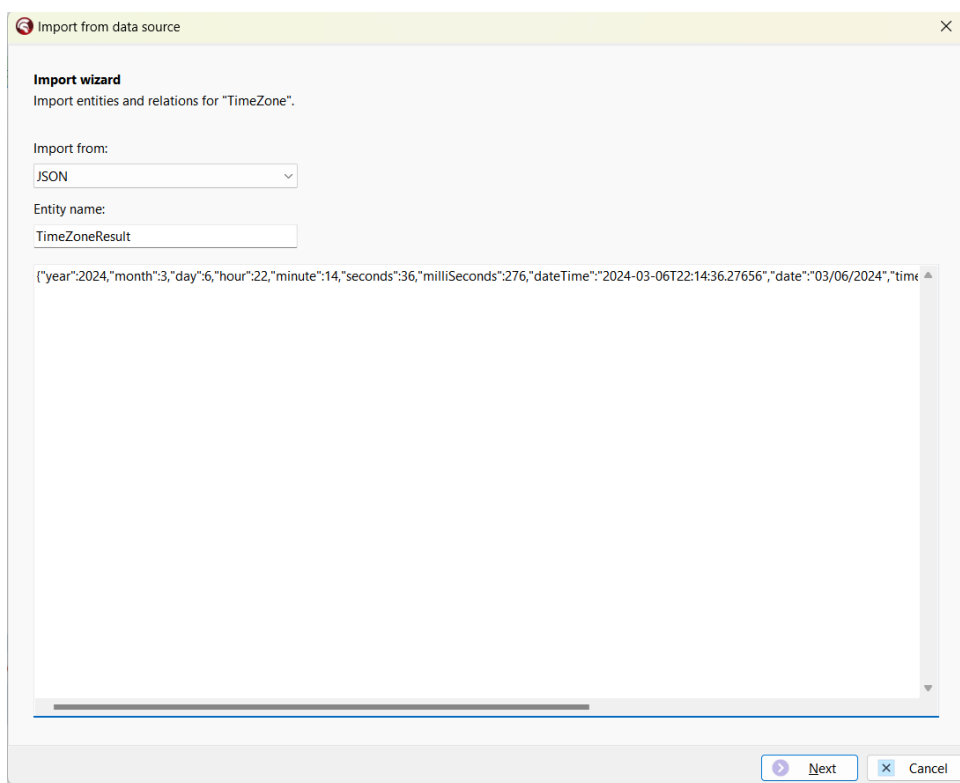 Import from data source
Import wizard
Import entities and relations for "TimeZone".
Import from:
JSON
Entity name:
TimeZoneResult
{"year":2024,"month":3,"day":6,"hour":22,"minute":14,"seconds":36,"milliSeconds":276,"dateTime":"2024-03-06T22:14:36.27656","date":"03/06/2024","time
Next
Cancel